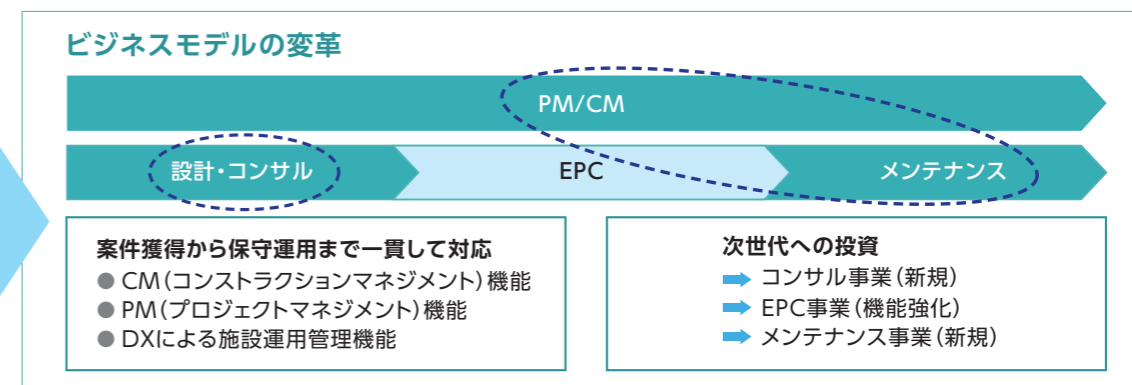 ビジネスモデルの変革
PM/CM
設計・コンサル
EPC
メンテナンス
案件獲得から保守運用まで一貫して対応
● CM(コンストラクションマネジメント)機能
● PM(プロジェクトマネジメント)機能
● DXによる施設運用管理機能
次世代への投資
コンサル事業(新規)
EPC事業(機能強化)
メンテナンス事業(新規)